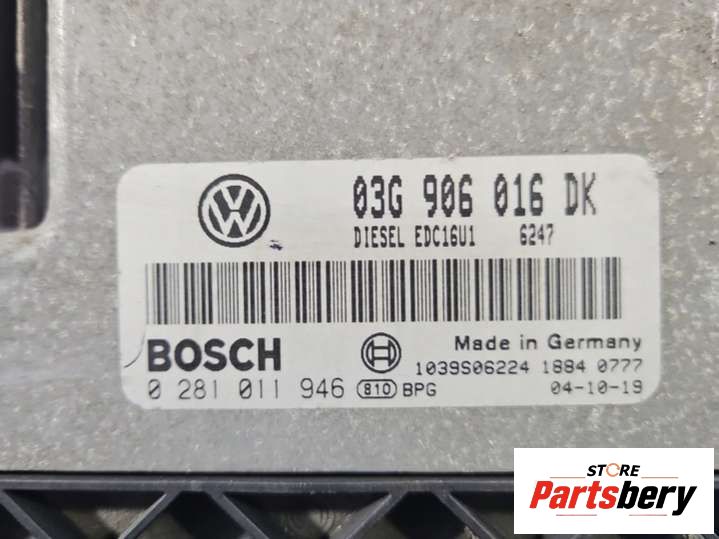 03G 906 016 DK
DIESEL EDC16U1 6247
BOSCH
Made in Germany
1039S06224 1884 0777
0 281 011 946 810 BPG 04-10-19
STORE
Partsbery